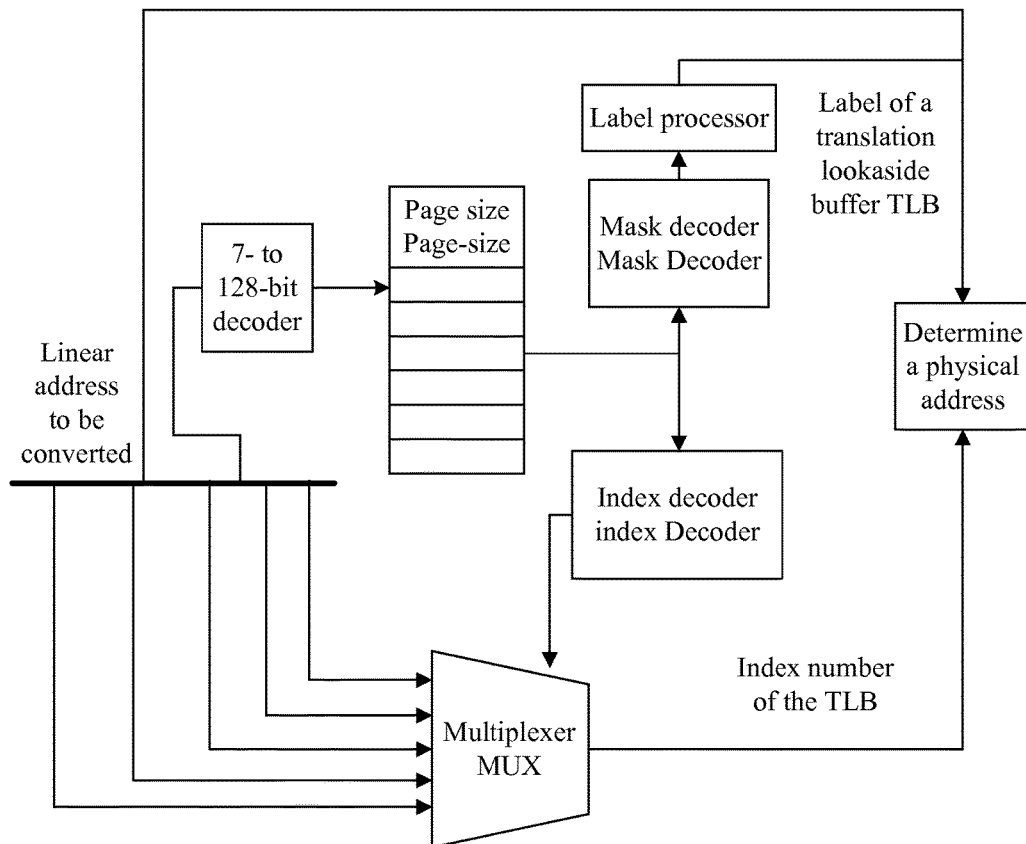 Label processor
Label of a
translation
lookaside
buffer TLB
Page size
Page-size
Mask decoder
Mask Decoder
7- to
128-bit
decoder
Determine
a physical
address
Linear
address
to be
converted
Index decoder
index Decoder
Index number
of the TLB
Multiplexer
MUX